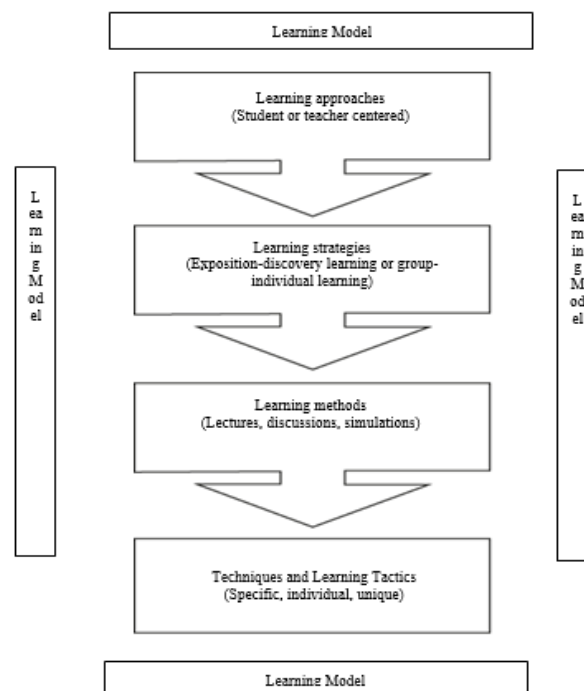 Learning Model
Learning approaches
(Student or teacher centered)
L
ea
rn
in
g
M
od
el
L
ea
rn
in
g
M
od
el
Learning strategies
(Exposition-discovery learning or group-
individual learning)
Learning methods
(Lectures, discussions, simulations)
Techniques and Learning Tactics
(Specific, individual, unique)
Learning Model